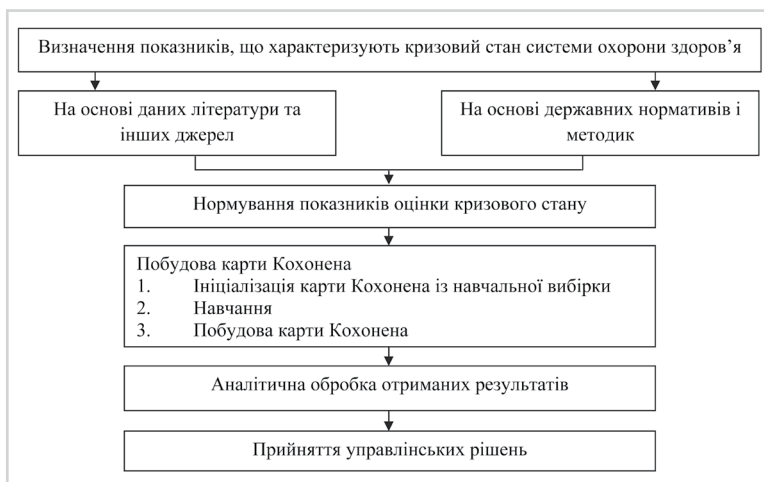 Визначення показників, що характеризують кризовий стан системи охорони здоров’я
На основі даних літератури та
інших джерел
На основі державних нормативів і
методик
Нормування показників оцінки кризового стану
Побудова карти Кохонена
1. Ініціалізація карти Кохонена із навчальної вибірки
2. Навчання
3. Побудова карти Кохонена
Аналітична обробка отриманих результатів
Прийняття управлінських рішень